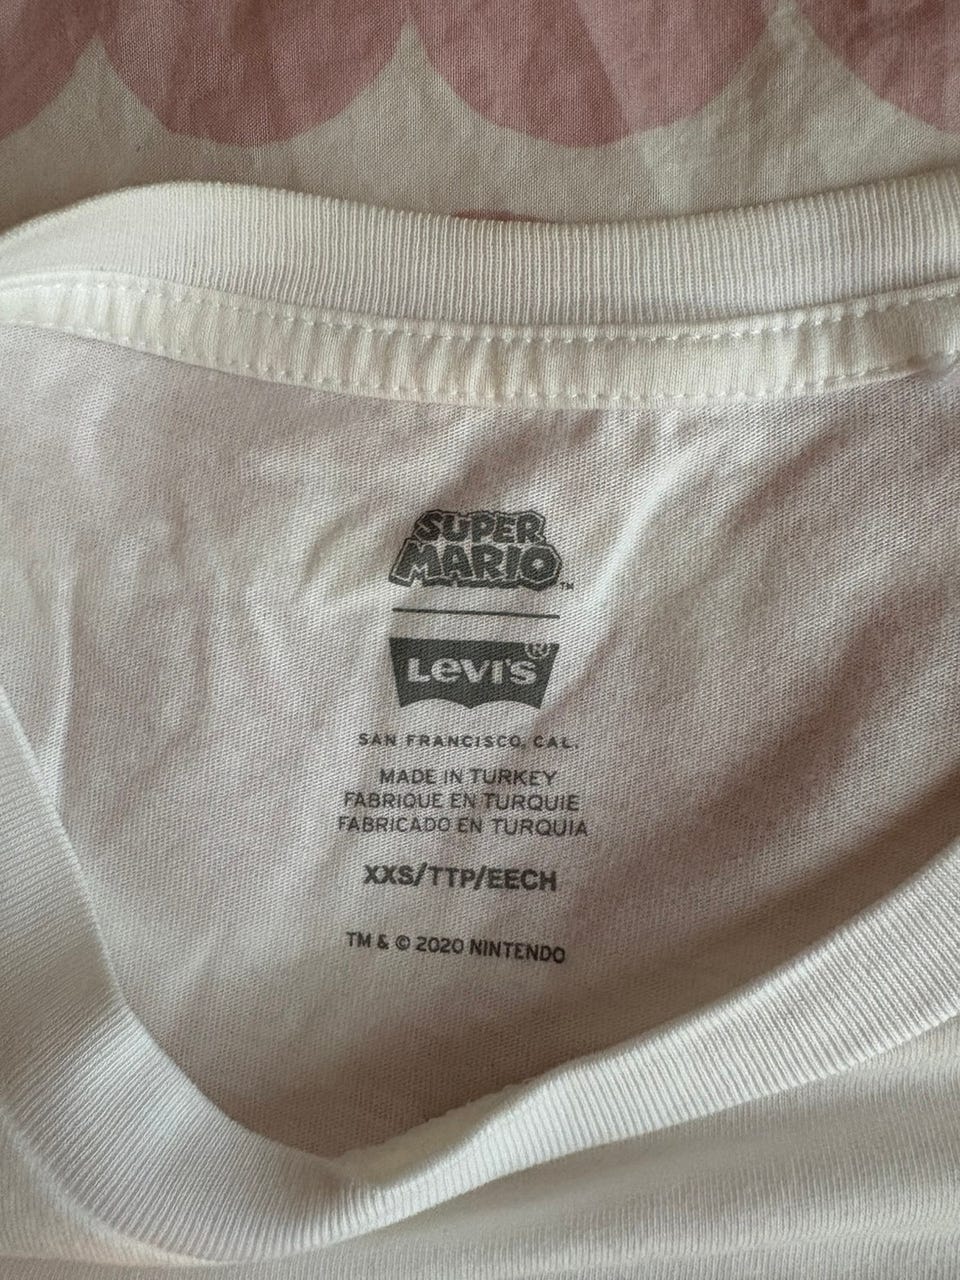 SUPER
MARIO™
LEVI'S®
SAN FRANCISCO, CAL.
MADE IN TURKEY
FABRIQUE EN TURQUIE
FABRICADO EN TURQUIA
XXS/TTP/EECH
TM & © 2020 NINTENDO